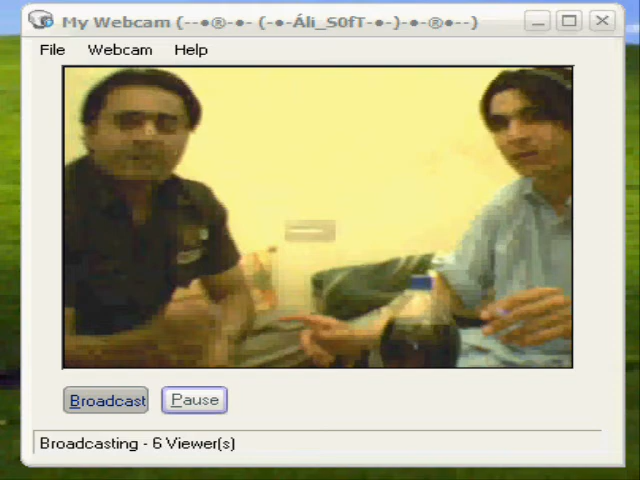 My Webcam (--●®-●- (-●-Áli_S0fT-●-)-●-®●--)
File Webcam Help
Broadcast Pause
Broadcasting - 6 Viewer(s)